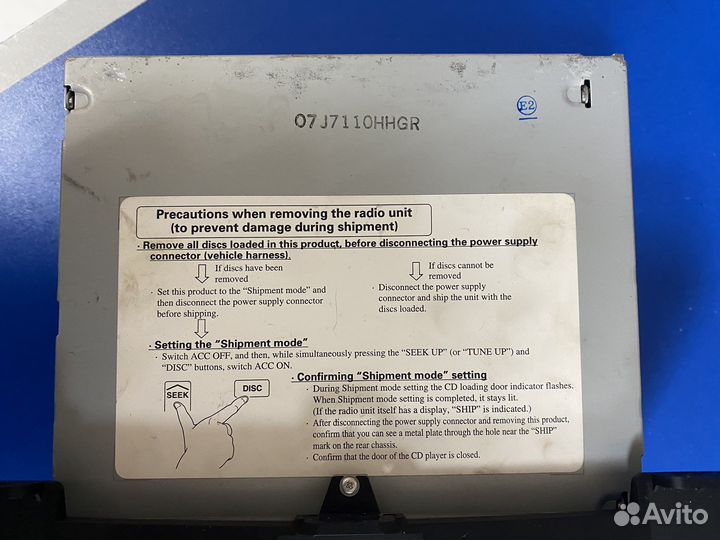 07J7110HHGR
E2
Precautions when removing the radio unit
(to prevent damage during shipment)
· Remove all discs loaded in this product, before disconnecting the power supply
connector (vehicle harness).
If discs have been
removed
If discs cannot be
removed
· Set this product to the “Shipment mode” and
then disconnect the power supply connector
before shipping.
· Disconnect the power supply
connector and ship the unit with the
discs loaded.
· Setting the “Shipment mode”
· Switch ACC OFF, and then, while simultaneously pressing the “SEEK UP” (or “TUNE UP”) and
“DISC” buttons, switch ACC ON.
SEEK
DISC
· Confirming “Shipment mode” setting
· During Shipment mode setting the CD loading door indicator flashes.
When Shipment mode setting is completed, it stays lit.
(If the radio unit itself has a display, “SHIP” is indicated.)
· After disconnecting the power supply connector and removing this product,
confirm that you can see a metal plate through the hole near the “SHIP”
mark on the rear chassis.
· Confirm that the door of the CD player is closed.
Avito